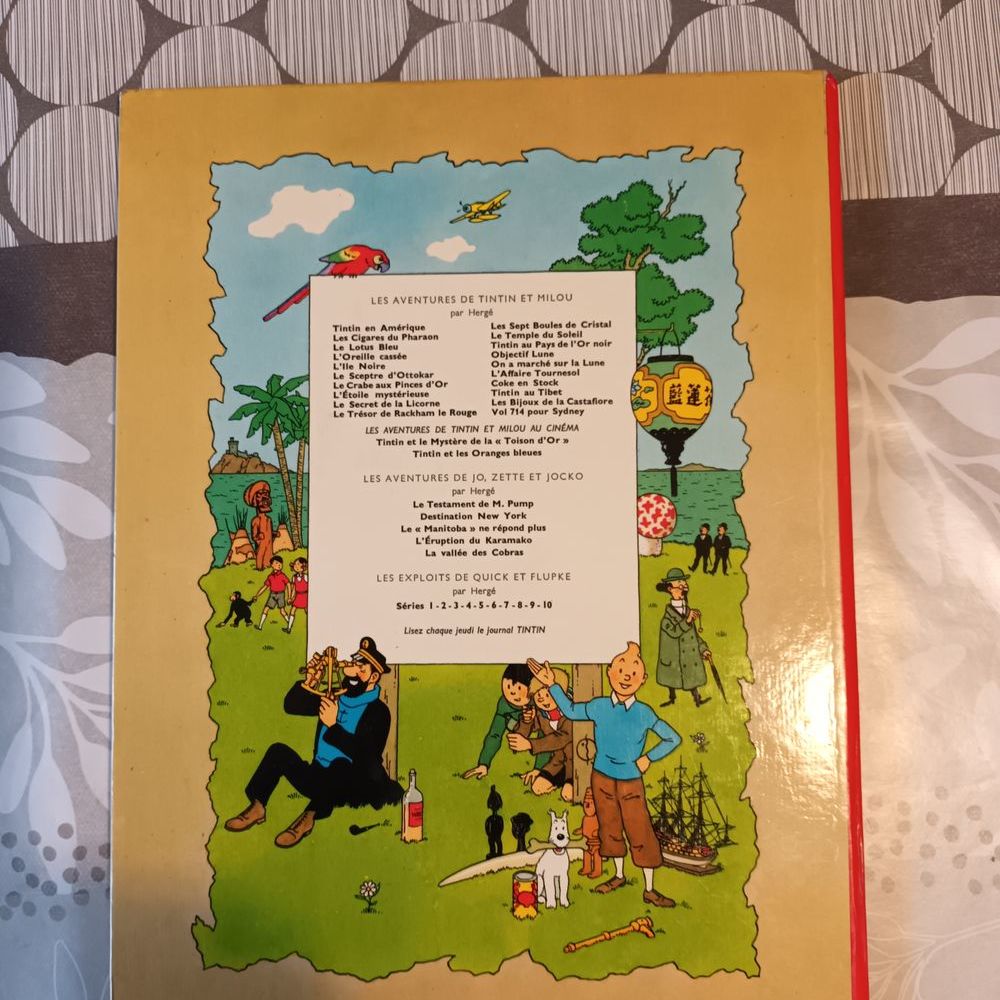 LES AVENTURES DE TINTIN ET MILOU
par Hergé
Tintin en Amérique
Les Cigares du Pharaon
Le Lotus Bleu
L'Oreille cassée
L'Ile Noire
Le Sceptre d'Ottokar
Le Crabe aux Pinces d'Or
L'Étoile mystérieuse
Le Secret de la Licorne
Le Trésor de Rackham le Rouge
Les Sept Boules de Cristal
Le Temple du Soleil
Tintin au Pays de l'Or noir
Objectif Lune
On a marché sur la Lune
L'Affaire Tournesol
Coke en Stock
Tintin au Tibet
Les Bijoux de la Castafiore
Vol 714 pour Sydney
LES AVENTURES DE TINTIN ET MILOU AU CINÉMA
Tintin et le Mystère de la « Toison d'Or »
Tintin et les Oranges bleues
LES AVENTURES DE JO, ZETTE ET JOCKO
par Hergé
Le Testament de M. Pump
Destination New York
Le « Manitoba » ne répond plus
L'Éruption du Karamako
La vallée des Cobras
LES EXPLOITS DE QUICK ET FLUPKE
par Hergé
Séries 1 - 2 - 3 - 4 - 5 - 6 - 7 - 8 - 9 - 10
Lisez chaque jeudi le journal TINTIN
藍蓮